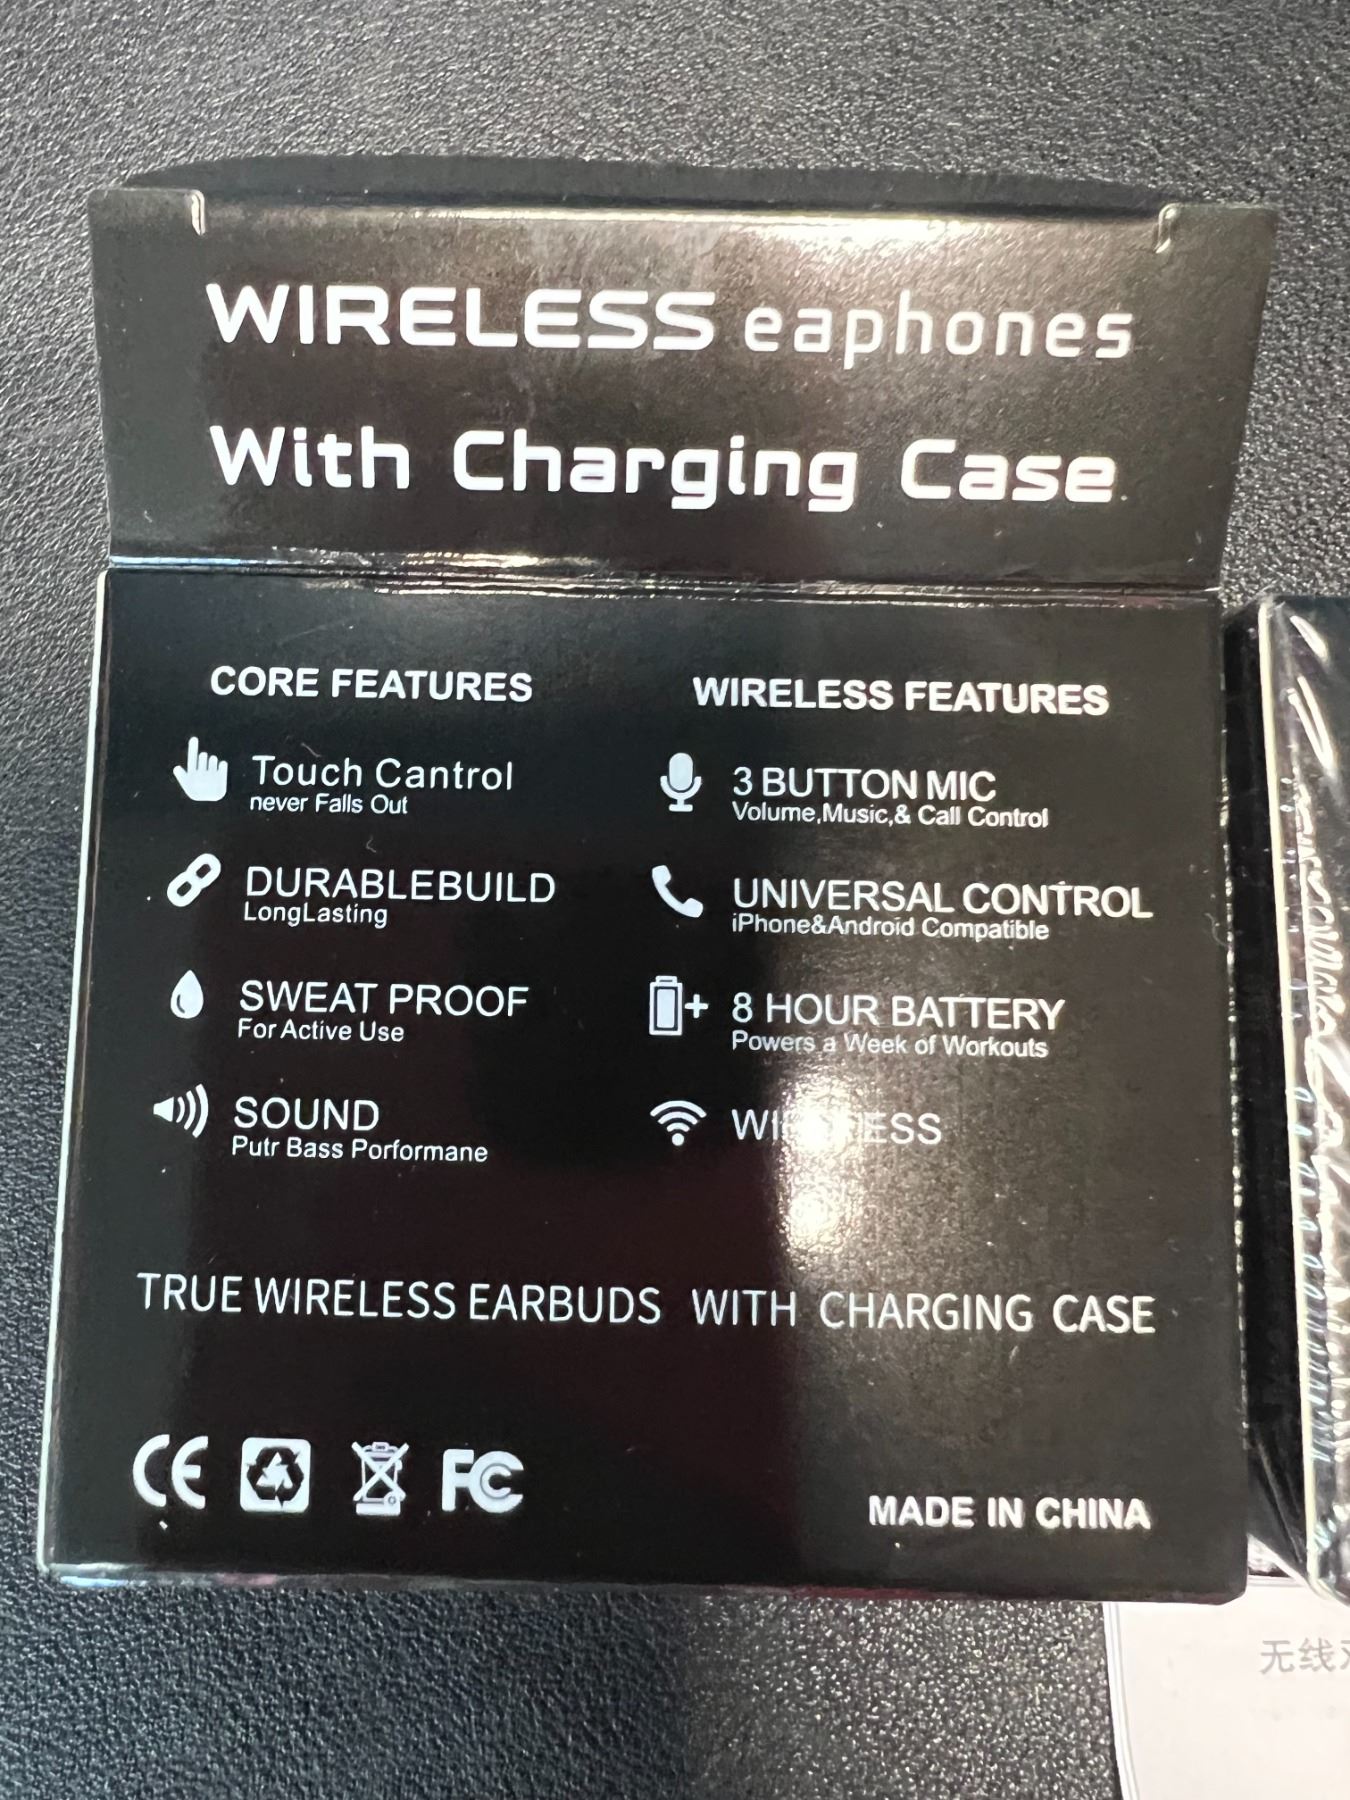 WIRELESS eaphones
With Charging Case
CORE FEATURES
Touch Cantrol
never Falls Out
DURABLEBUILD
LongLasting
SWEAT PROOF
For Active Use
SOUND
Putr Bass Porformane
WIRELESS FEATURES
3 BUTTON MIC
Volume,Music,& Call Control
UNIVERSAL CONTROL
iPhone&Android Compatible
8 HOUR BATTERY
Powers a Week of Workouts
WIRELESS
TRUE WIRELESS EARBUDS WITH CHARGING CASE
CE
FC
MADE IN CHINA
无线